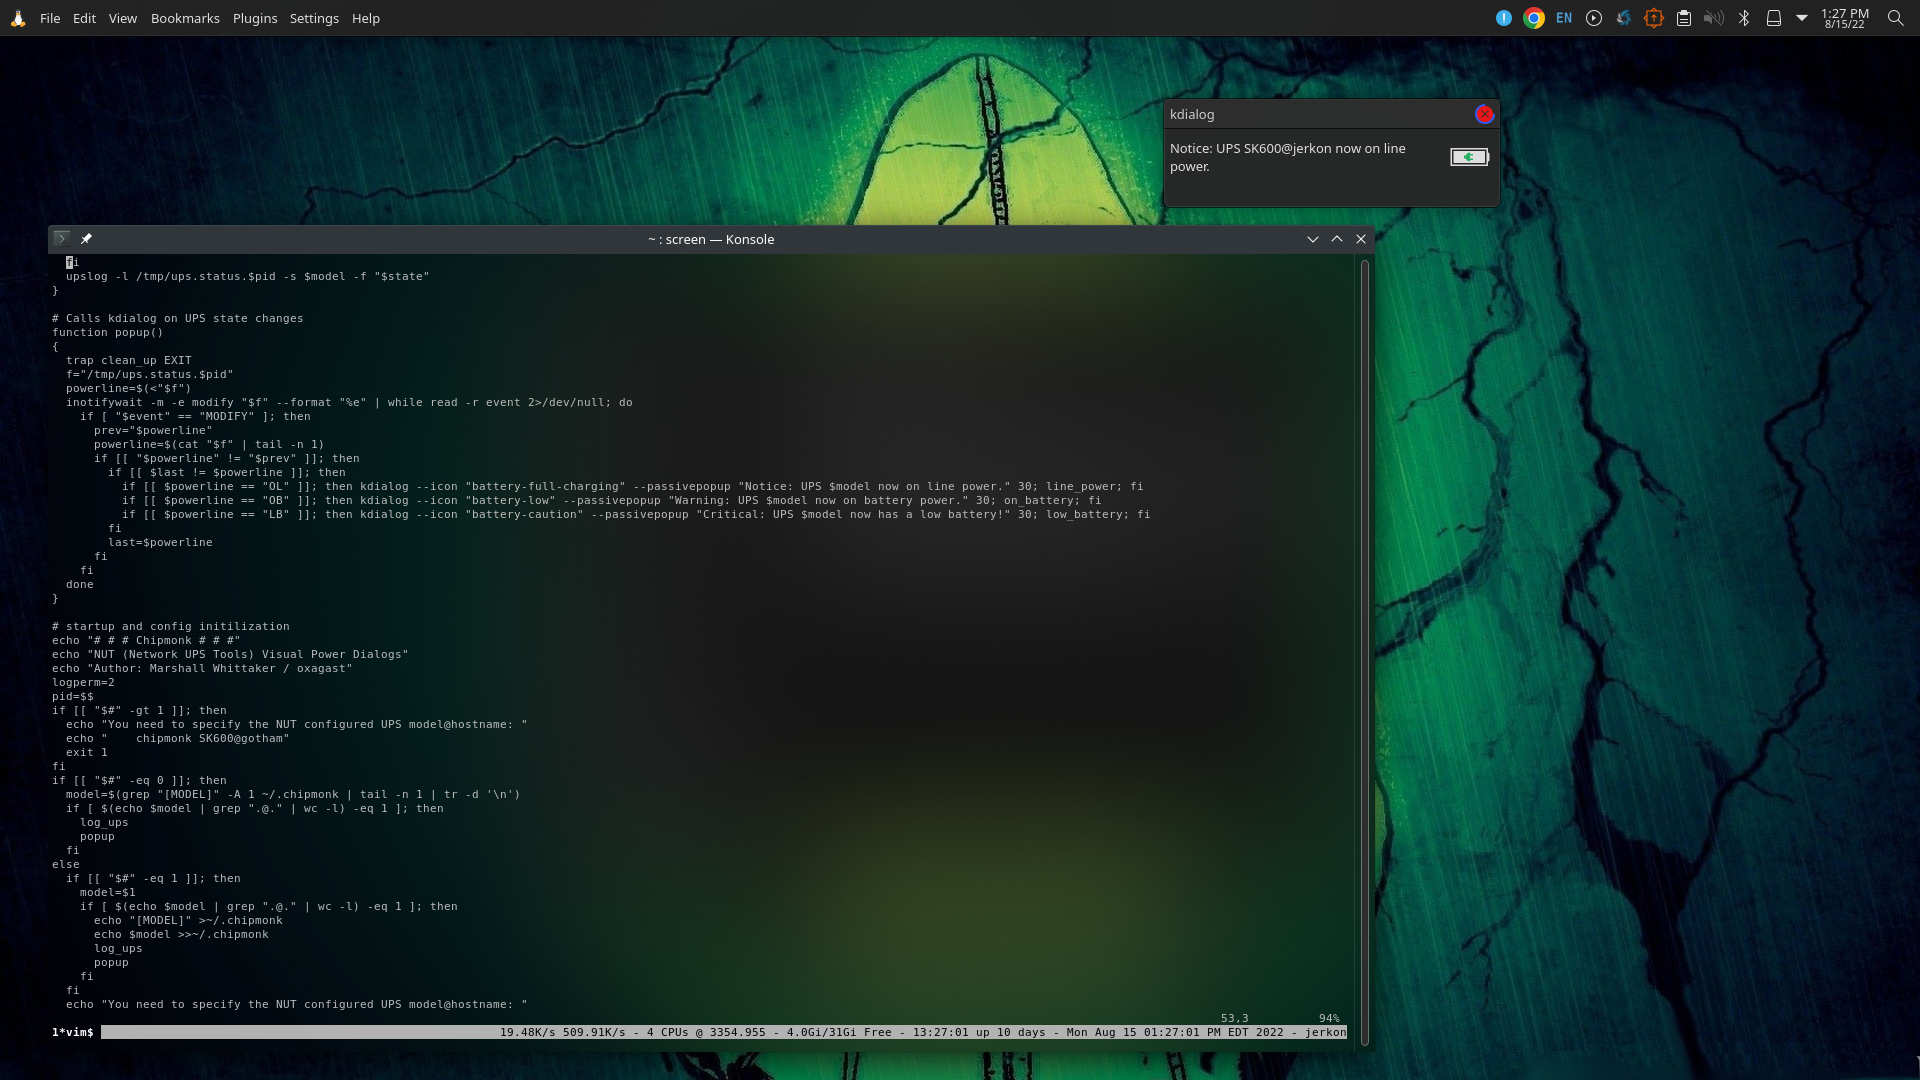 File Edit View Bookmarks Plugins Settings Help
EN
1:27 PM
8/15/22
kdialog
Notice: UPS SK600@jerkon now on line
power.
~ : screen — Konsole
fi
upslog -l /tmp/ups.status.$pid -s $model -f "$state"
}
# Calls kdialog on UPS state changes
function popup()
{
trap clean_up EXIT
f="/tmp/ups.status.$pid"
powerline=$(<"$f")
inotifywait -m -e modify "$f" --format "%e" | while read -r event 2>/dev/null; do
if [ "$event" == "MODIFY" ]; then
prev="$powerline"
powerline=$(cat "$f" | tail -n 1)
if [[ "$powerline" != "$prev" ]]; then
if [[ $last != $powerline ]]; then
if [[ $powerline == "OL" ]]; then kdialog --icon "battery-full-charging" --passivepopup "Notice: UPS $model now on line power." 30; line_power; fi
if [[ $powerline == "OB" ]]; then kdialog --icon "battery-low" --passivepopup "Warning: UPS $model now on battery power." 30; on_battery; fi
if [[ $powerline == "LB" ]]; then kdialog --icon "battery-caution" --passivepopup "Critical: UPS $model now has a low battery!" 30; low_battery; fi
fi
last=$powerline
fi
fi
done
}
# startup and config initilization
echo "# # # Chipmonk # # #"
echo "NUT (Network UPS Tools) Visual Power Dialogs"
echo "Author: Marshall Whittaker / oxagast"
logperm=2
pid=$$
if [[ "$#" -gt 1 ]]; then
echo "You need to specify the NUT configured UPS model@hostname: "
echo "    chipmonk SK600@gotham"
exit 1
fi
if [[ "$#" -eq 0 ]]; then
model=$(grep "[MODEL]" -A 1 ~/.chipmonk | tail -n 1 | tr -d '\n')
if [ $(echo $model | grep ".@." | wc -l) -eq 1 ]; then
log_ups
popup
fi
else
if [[ "$#" -eq 1 ]]; then
model=$1
if [ $(echo $model | grep ".@." | wc -l) -eq 1 ]; then
echo "[MODEL]" >~/.chipmonk
echo $model >>~/.chipmonk
log_ups
popup
fi
fi
echo "You need to specify the NUT configured UPS model@hostname: "
53,3 94%
1*vim$ 19.48K/s 509.91K/s - 4 CPUs @ 3354.955 - 4.0Gi/31Gi Free - 13:27:01 up 10 days - Mon Aug 15 01:27:01 PM EDT 2022 - jerkon